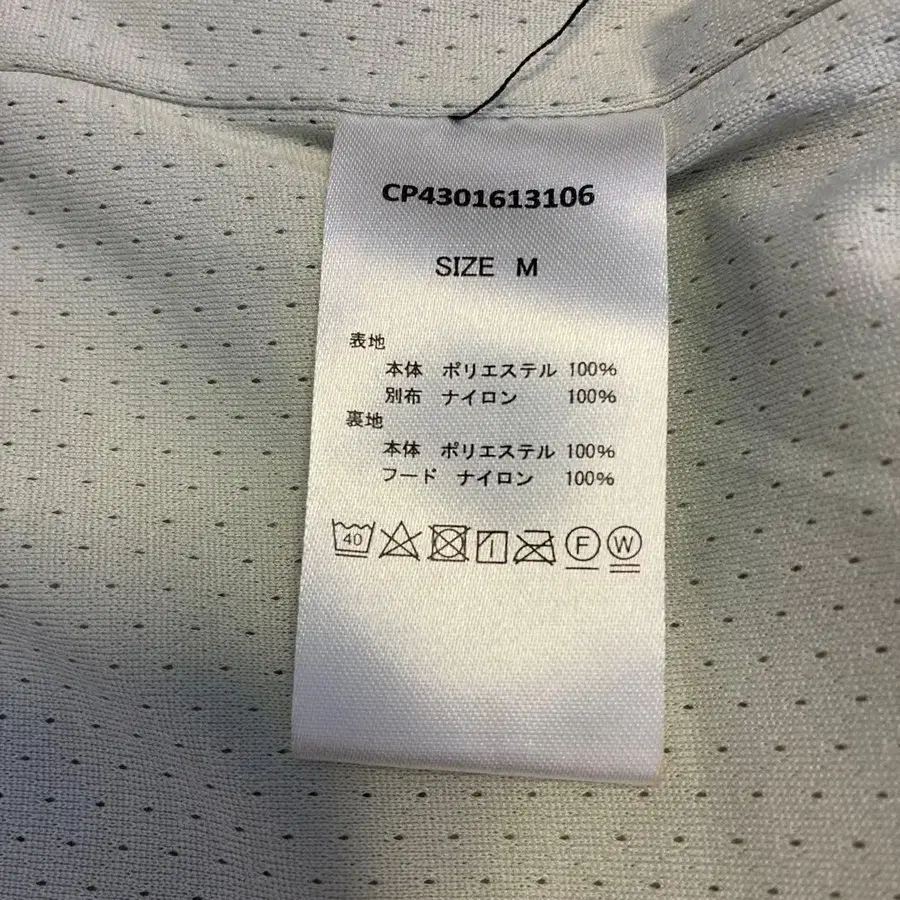 CP4301613106
SIZE M
表地
本体 ポリエステル 100%
別布 ナイロン 100%
裏地
本体 ポリエステル 100%
フード ナイロン 100%
40 F W